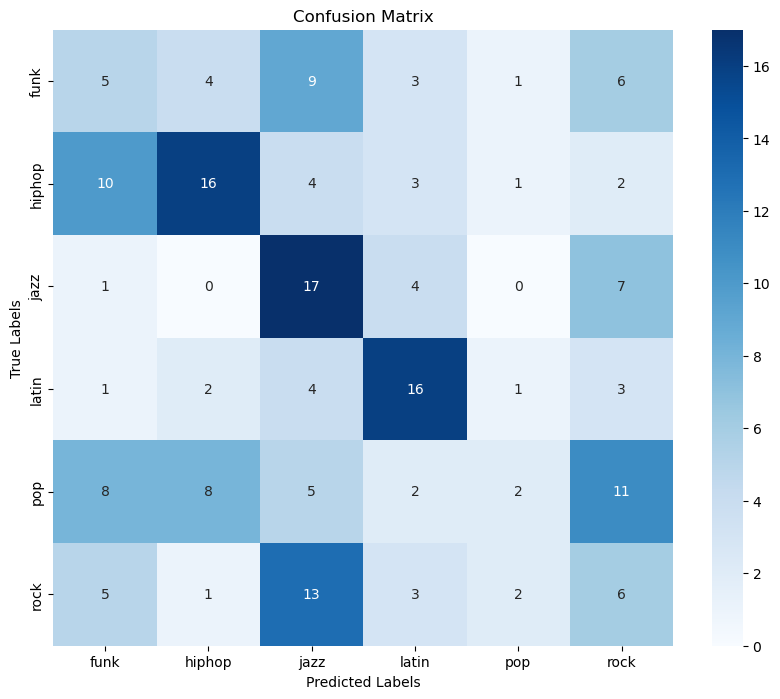 Confusion Matrix
funk 5 4 9 3 1 6
hiphop 10 16 4 3 1 2
jazz 1 0 17 4 0 7
latin 1 2 4 16 1 3
pop 8 8 5 2 2 11
rock 5 1 13 3 2 6
funk hiphop jazz latin pop rock
Predicted Labels
True Labels
16
14
12
10
8
6
4
2
0